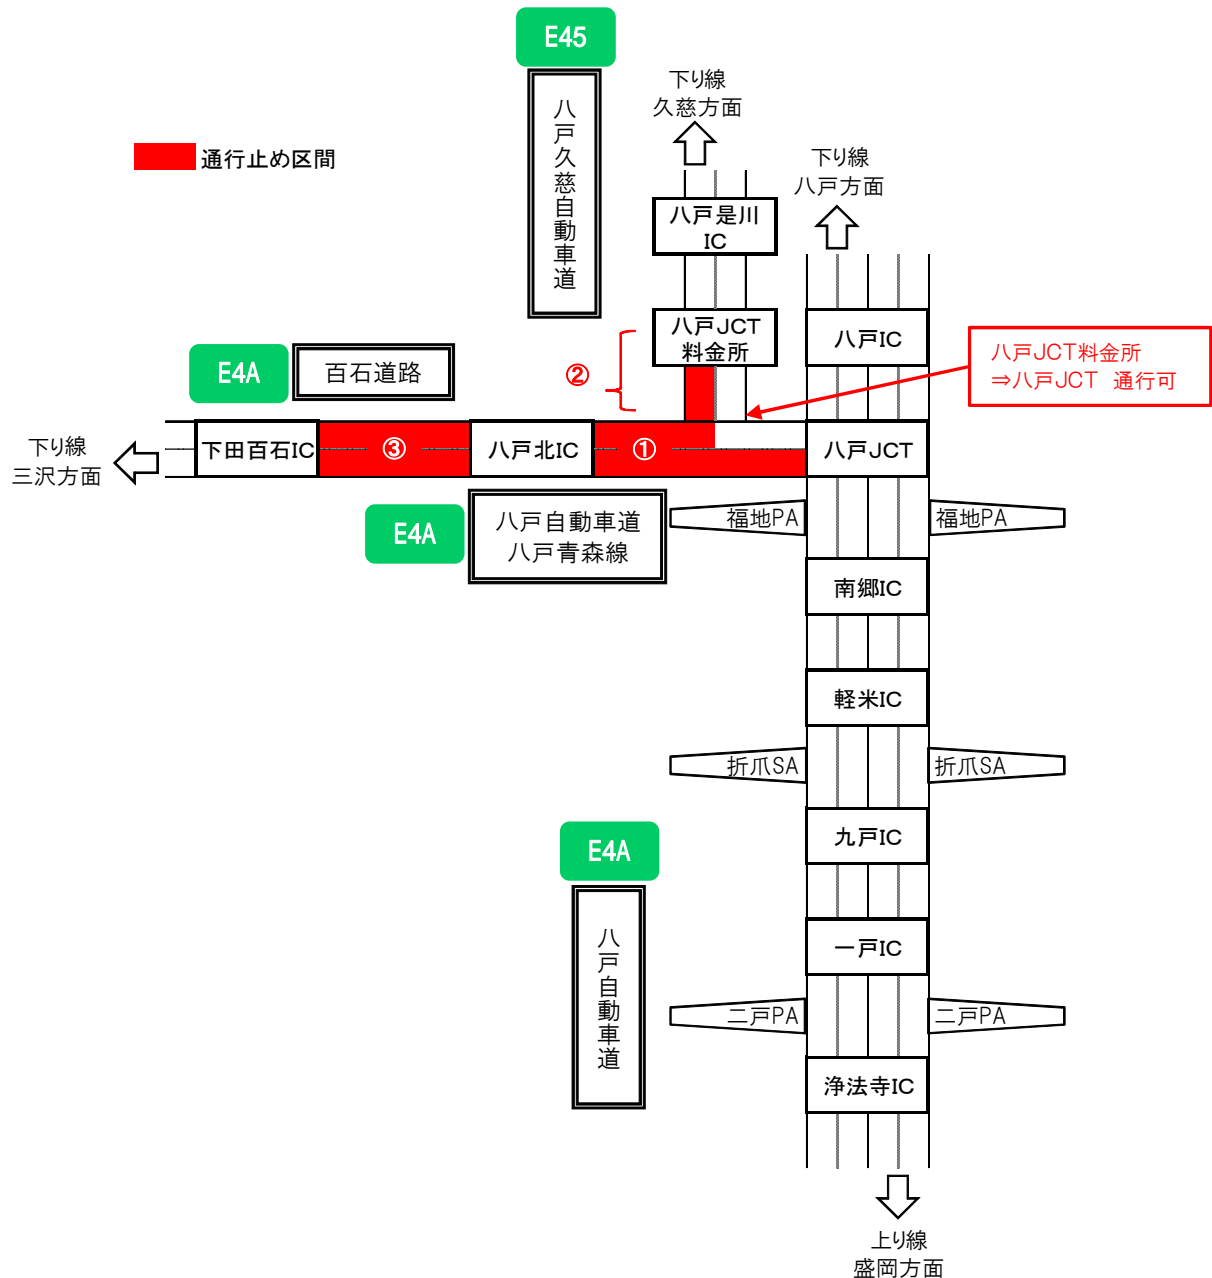 E45
八戸久慈自動車道
下り線
久慈方面
通行止め区間
下り線
八戸方面
八戸是川
IC
八戸JCT
料金所
八戸IC
八戸JCT料金所
⇒八戸JCT 通行可
E4A
百石道路
②
下り線
三沢方面
下田百石IC
③
八戸北IC
①
八戸JCT
E4A
八戸自動車道
八戸青森線
福地PA
福地PA
南郷IC
軽米IC
折爪SA
折爪SA
E4A
八戸自動車道
九戸IC
一戸IC
二戸PA
二戸PA
浄法寺IC
上り線
盛岡方面